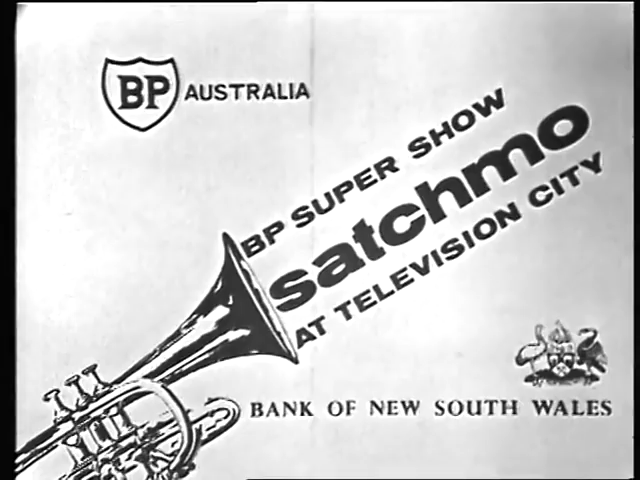 BP AUSTRALIA
BP SUPER SHOW
satchmo
AT TELEVISION CITY
BANK OF NEW SOUTH WALES